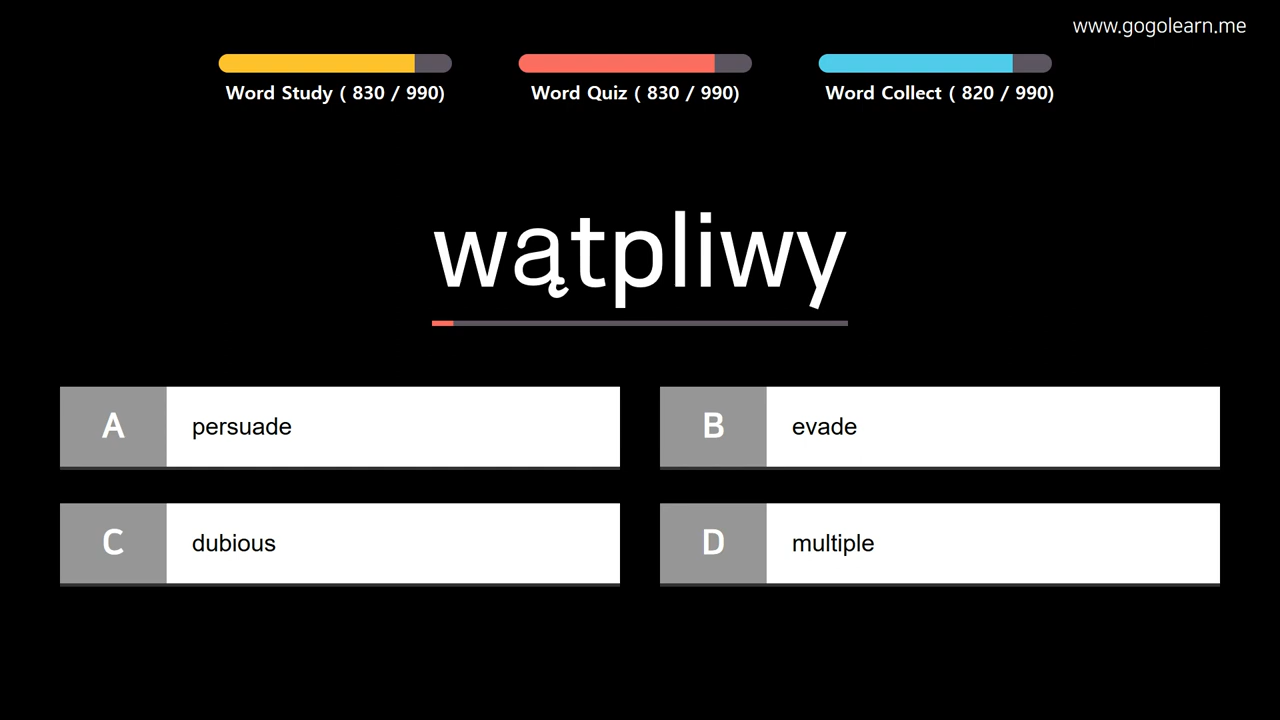 www.gogolearn.me
Word Study ( 830 / 990)
Word Quiz ( 830 / 990)
Word Collect ( 820 / 990)
wątpliwy
A persuade
B evade
C dubious
D multiple